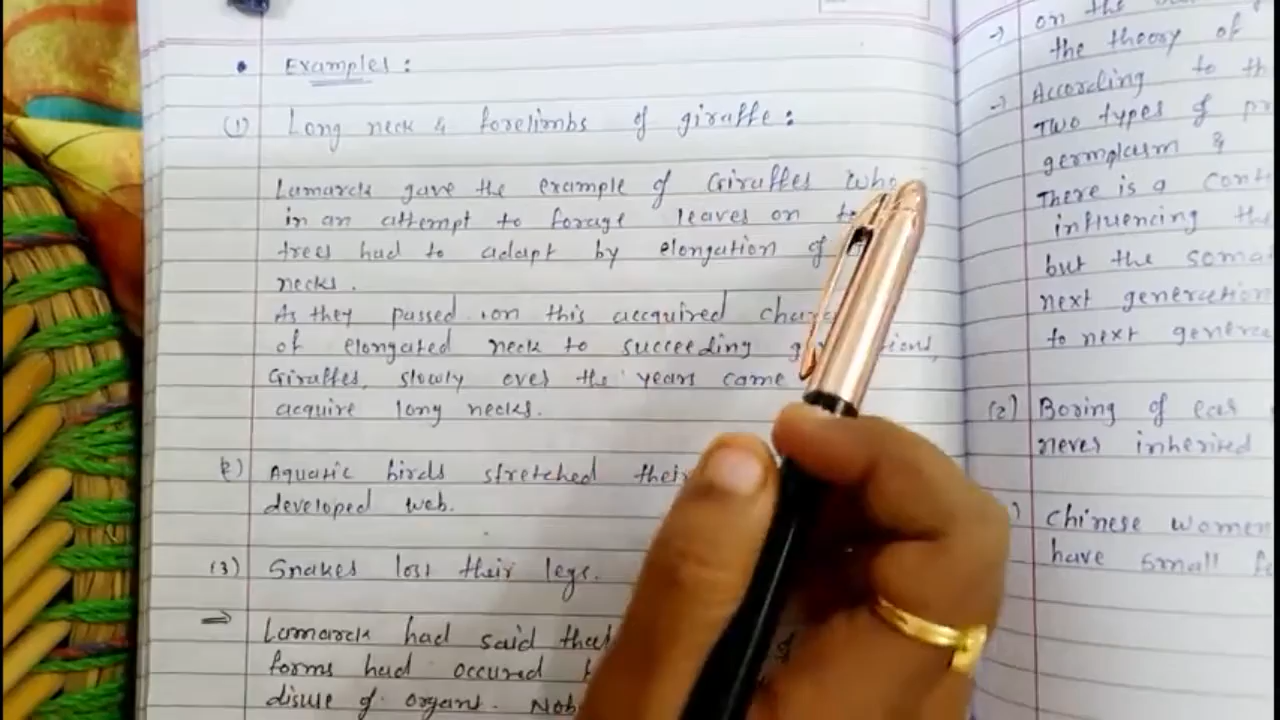 Examples:
(1) Long neck & forelimbs of giraffe:
Lamarck gave the example of Giraffes who
in an attempt to forage leaves on
trees had to adapt by elongation of
necks.
As they passed on this accquired
of elongated neck to succeeding
Giraffes, slowly over the years came
acquire long necks.
(2) Aquatic birds stretched their
developed web.
(3) Snakes lost their legs.
⇒ Lamarck had said that
forms had occured
disuse of organs.
→ on the
the theory of
→ According to
Two types of
germplasm &
There is a
influencing
but the
next generation
to next
(2) Boring of ear
never inherited
Chinese women
have small